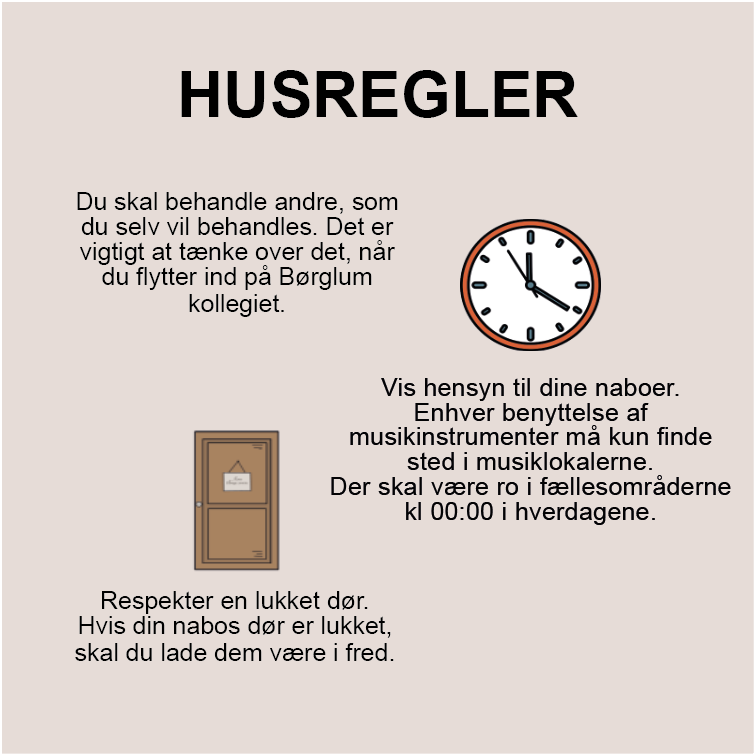 HUSREGLER
Du skal behandle andre, som
du selv vil behandles. Det er
vigtigt at tænke over det, når
du flytter ind på Børglum
kollegiet.
Vis hensyn til dine naboer.
Enhver benyttelse af
musikinstrumenter må kun finde
sted i musiklokalerne.
Der skal være ro i fællesområderne
kl 00:00 i hverdagene.
Respekter en lukket dør.
Hvis din nabos dør er lukket,
skal du lade dem være i fred.